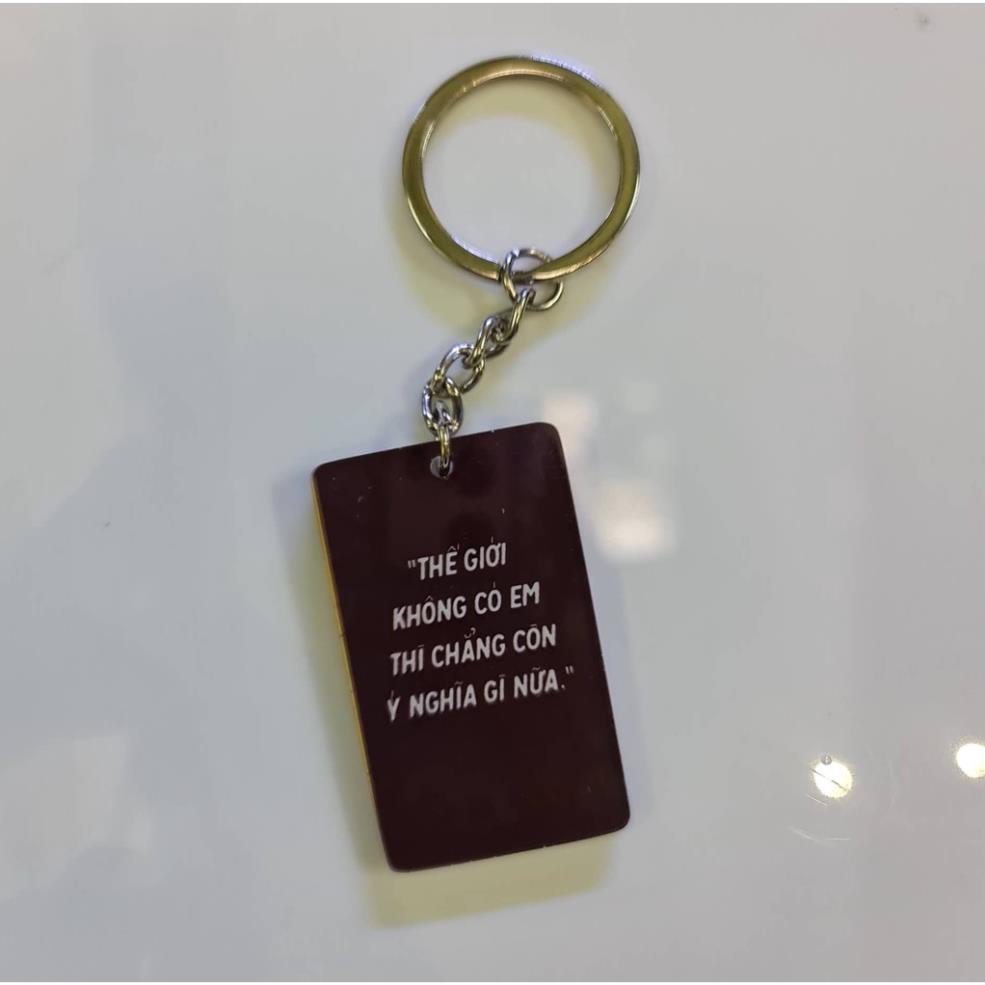 "THẾ GIỚI
KHÔNG CÓ EM
THÌ CHẲNG CÒN
Ý NGHĨA GÌ NỮA."